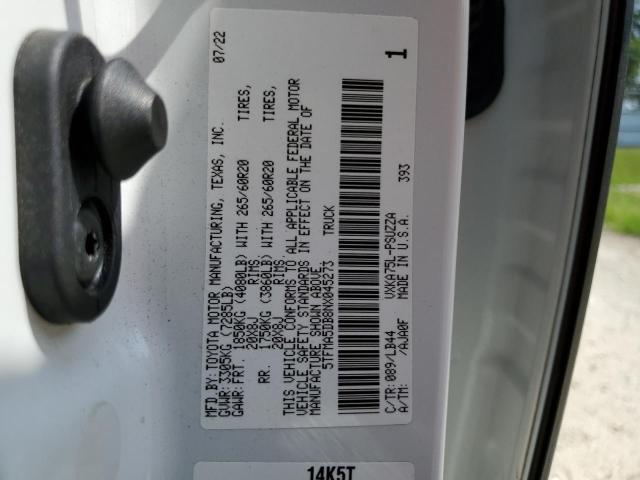 MFD.BY:TOYOTA MOTOR MANUFACTURING, TEXAS, INC. 07/22
GVWR:3305KG (7285LB)
GAWR:FRT. 1850KG (4080LB) WITH 265/60R20 TIRES,
20X8J RIMS
RR. 1750KG (3860LB) WITH 265/60R20 TIRES,
20X8J RIMS
THIS VEHICLE CONFORMS TO ALL APPLICABLE FEDERAL MOTOR
VEHICLE SAFETY STANDARDS IN EFFECT ON THE DATE OF
MANUFACTURE SHOWN ABOVE.
5TFMA5DB8NX045273 TRUCK
C/TR:089/LB44 VXKA75L-PSUZZA 393
A/TM: /AJA0F MADE IN U.S.A. 1
14K5T